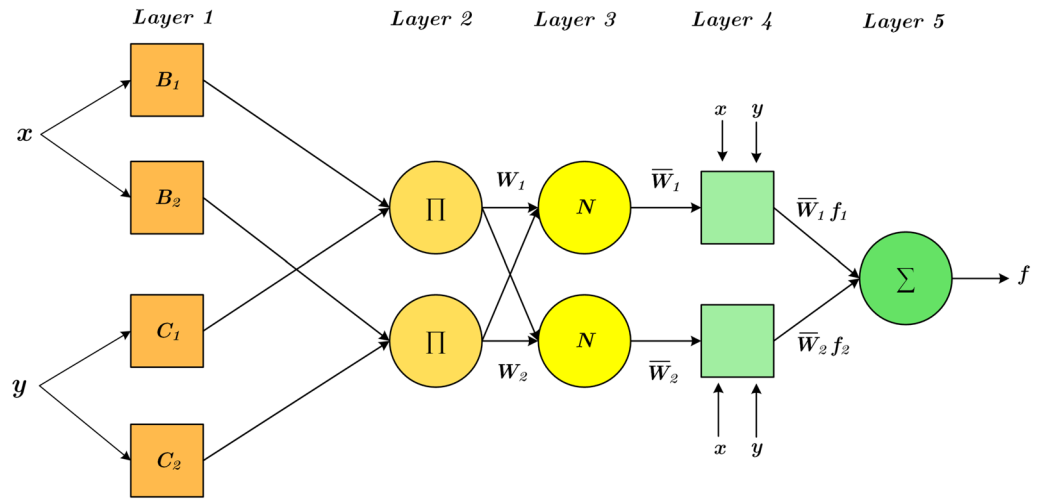 Layer 1 Layer 2 Layer 3 Layer 4 Layer 5
B₁
x
B₂
x y
W₁ W̅₁
∏ N W̅₁ f₁
∑ f
C₁
∏ N W̅₂ f₂
W₂ W̅₂
y
x y
C₂